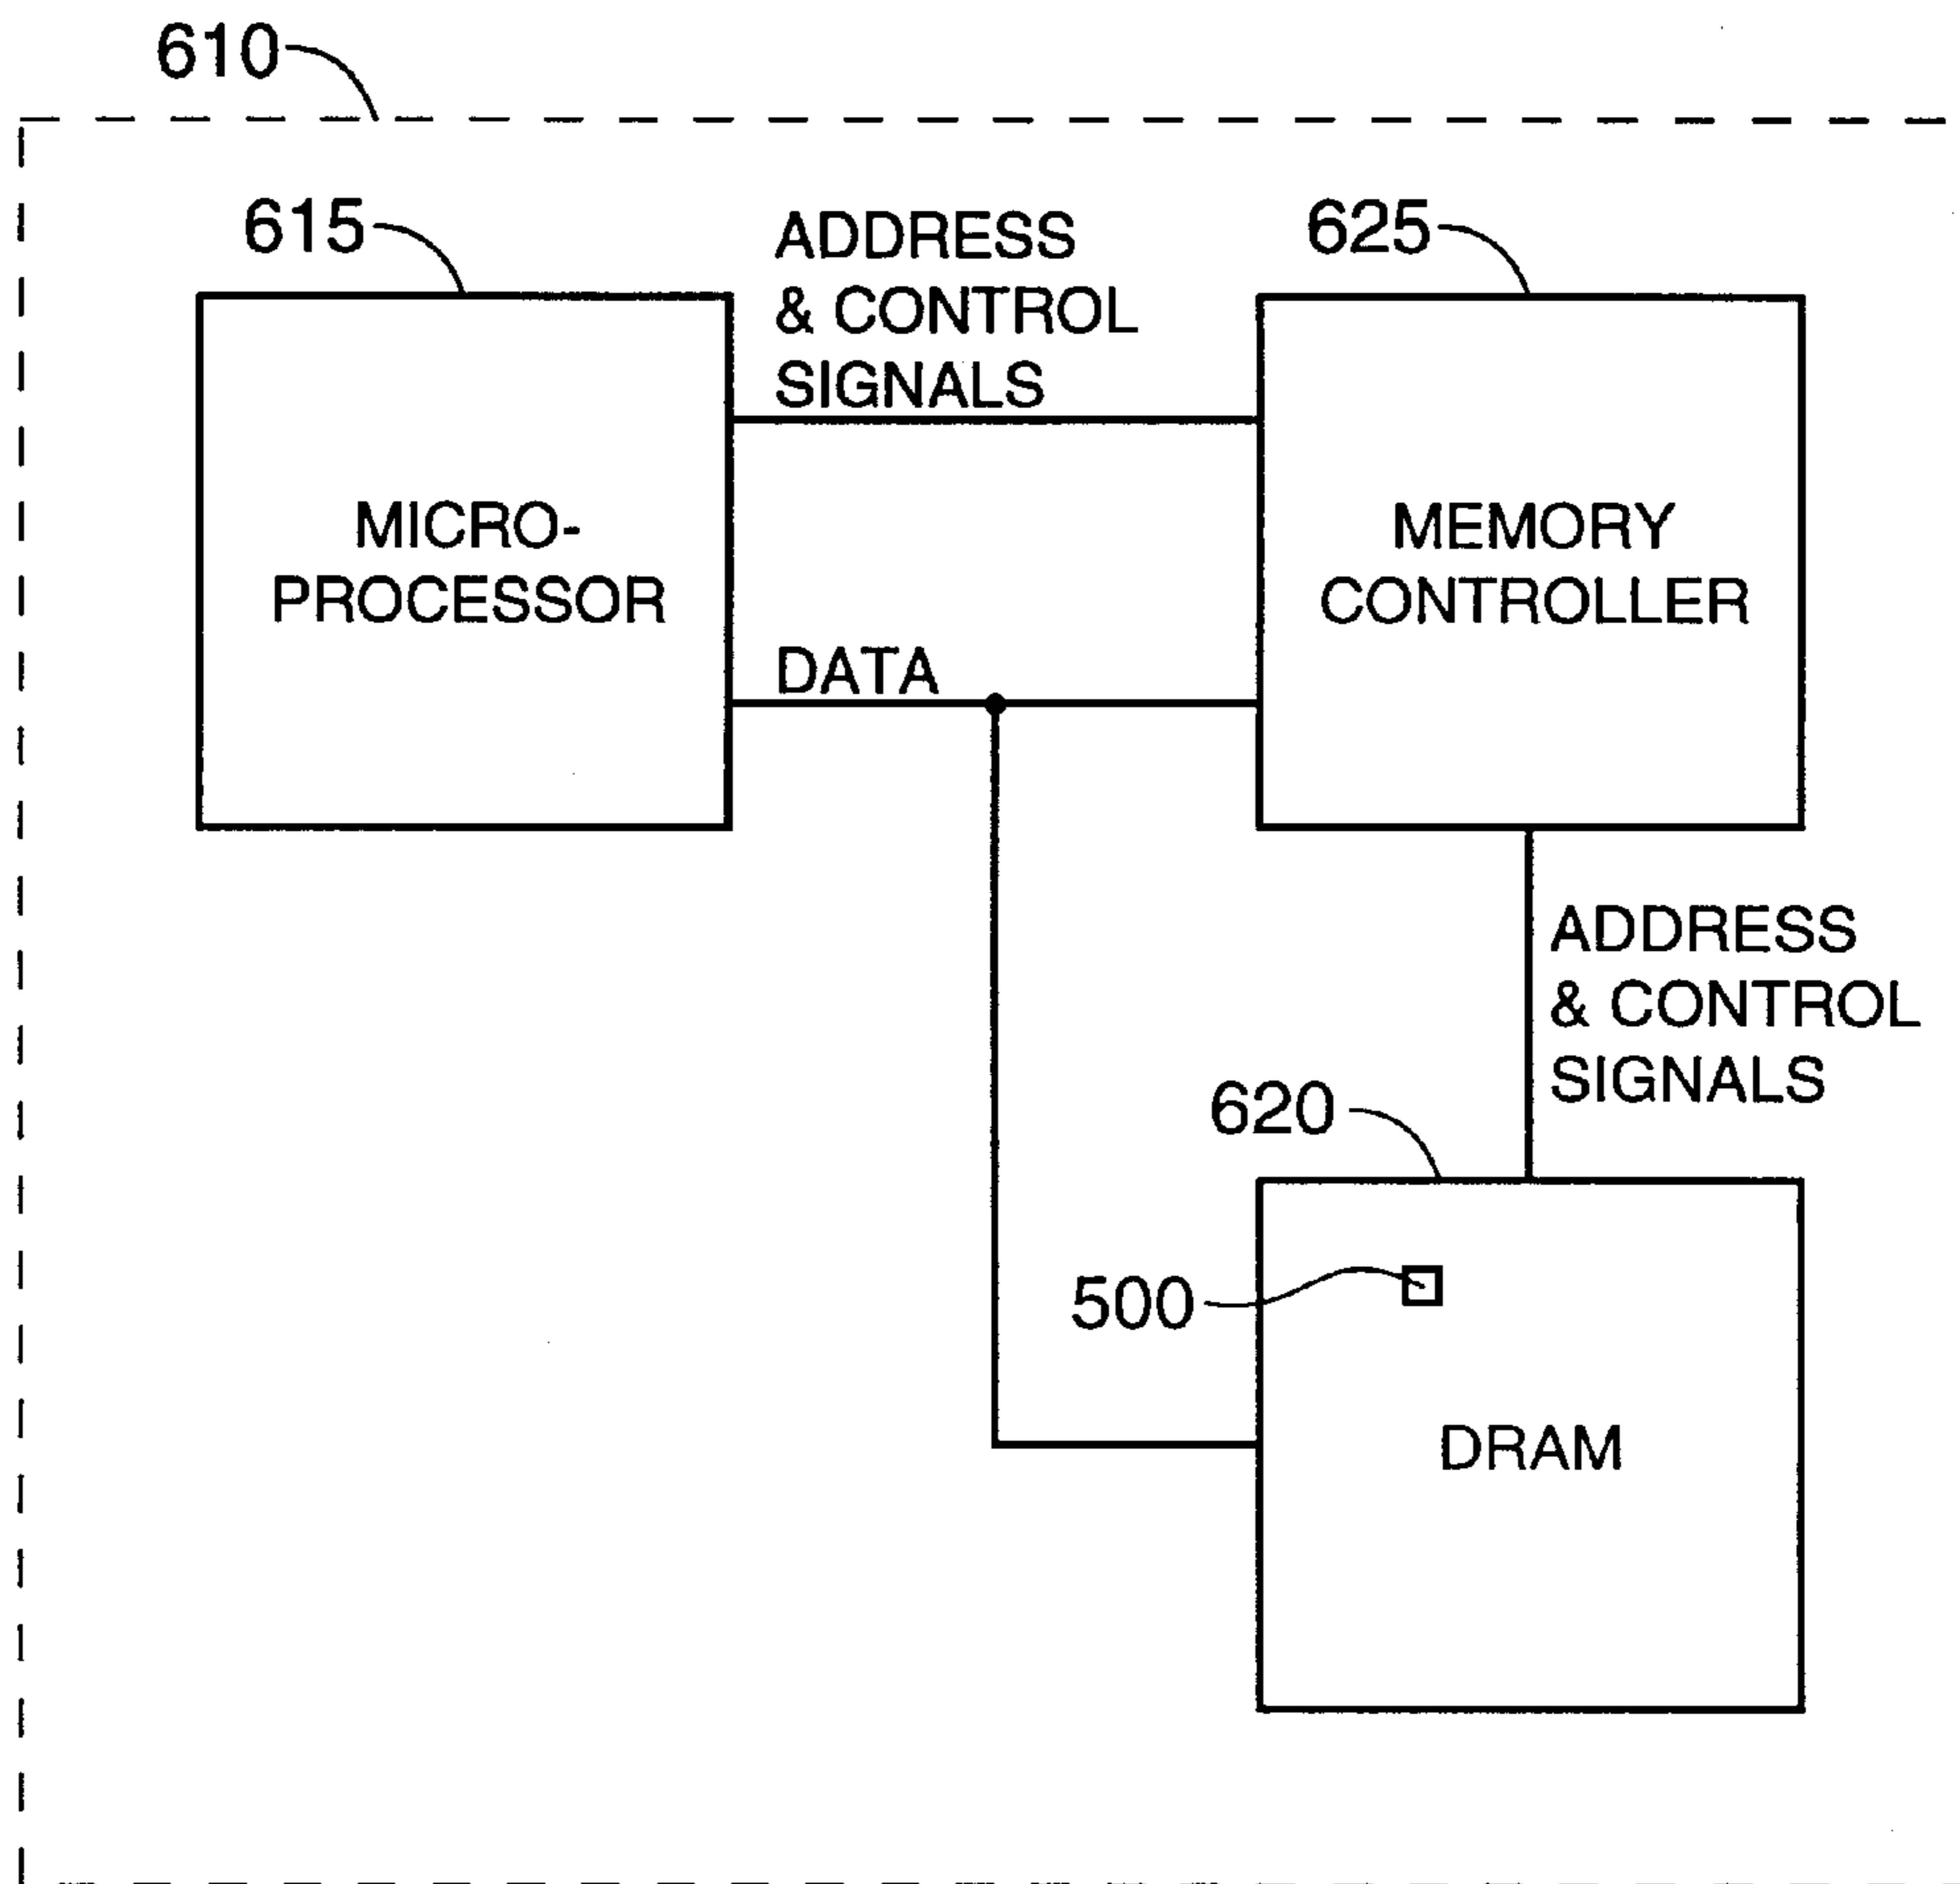 610
615
ADDRESS
& CONTROL
SIGNALS
625
MICRO-
PROCESSOR
MEMORY
CONTROLLER
DATA
ADDRESS
& CONTROL
SIGNALS
620
500
DRAM